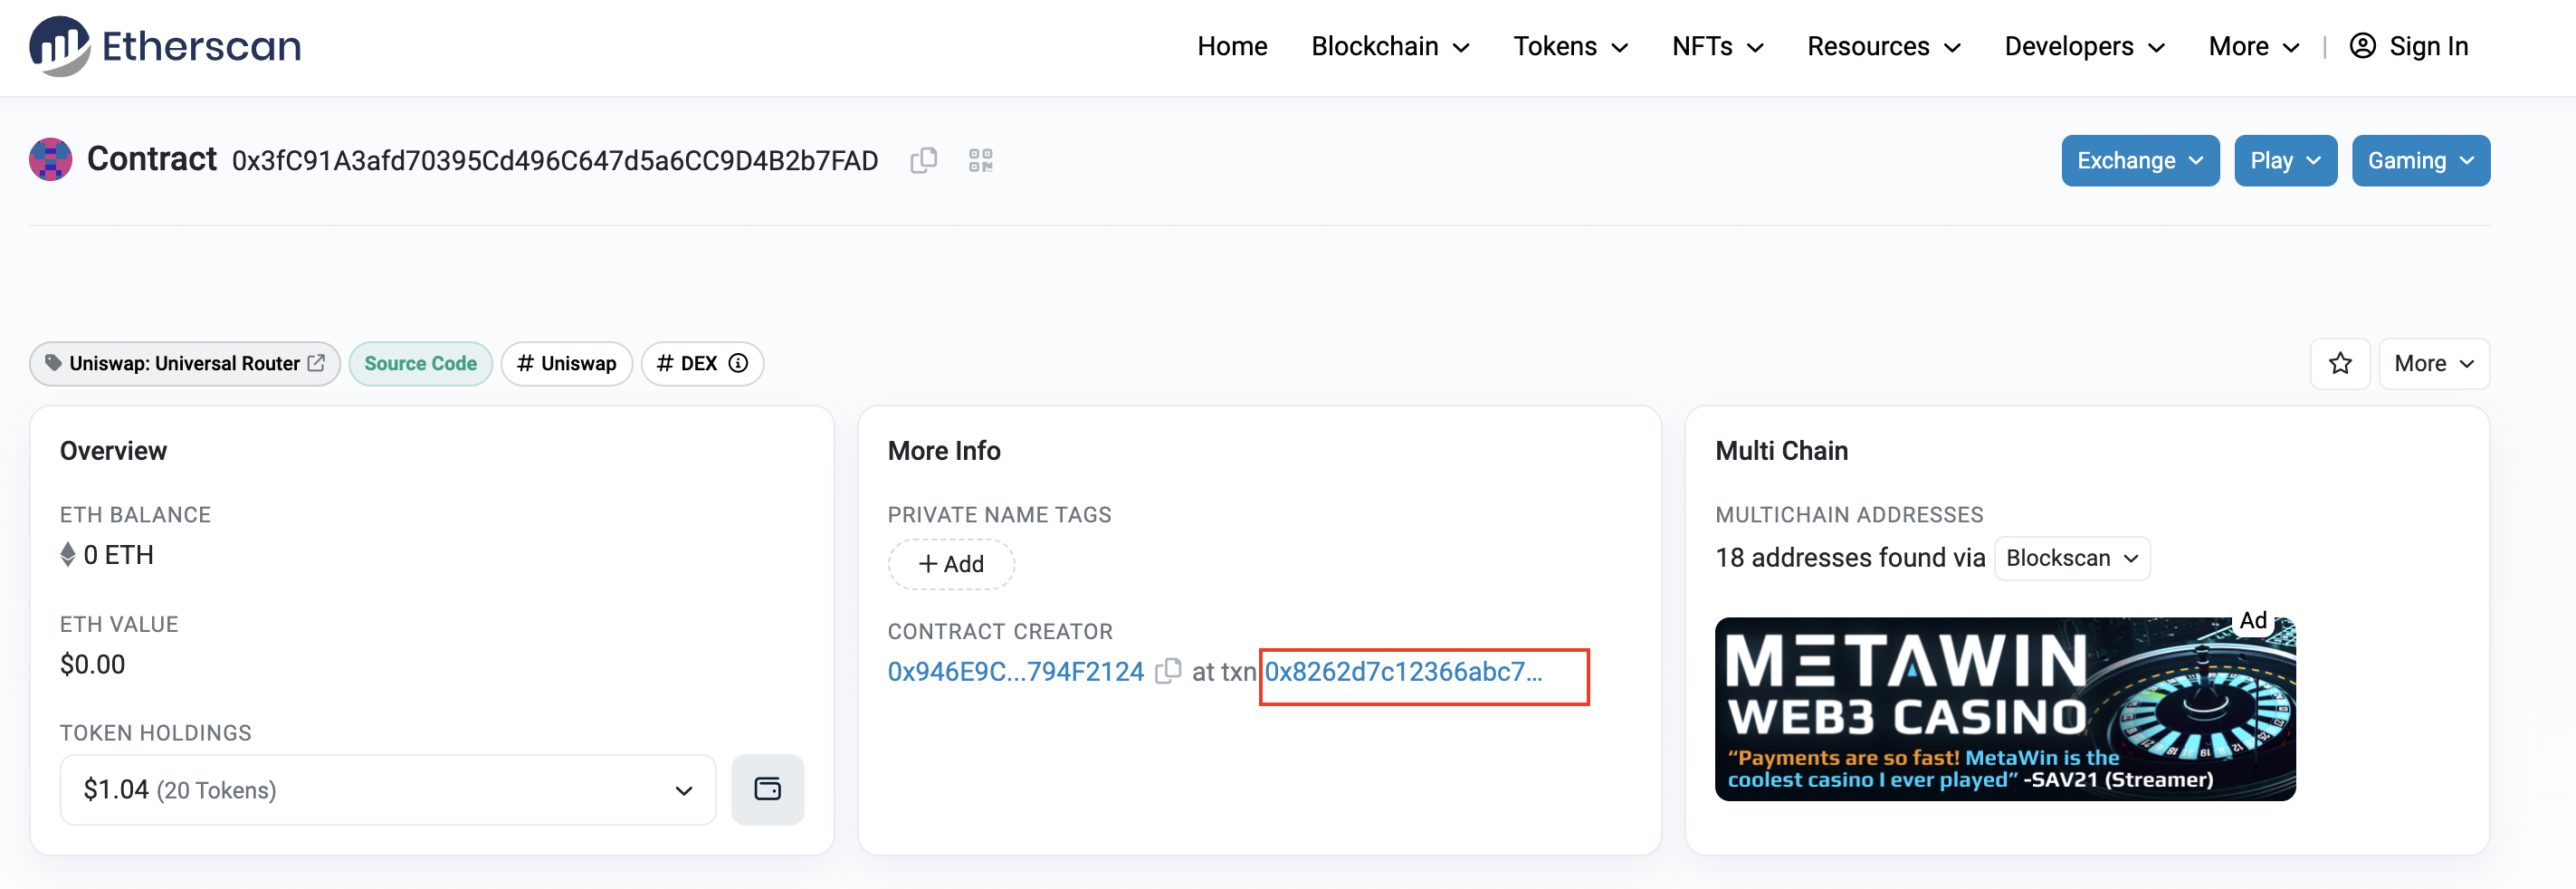 Etherscan
Home Blockchain Tokens NFTs Resources Developers More | Sign In
Contract 0x3fC91A3afd70395Cd496C647d5a6CC9D4B2b7FAD
Exchange Play Gaming
Uniswap: Universal Router Source Code # Uniswap # DEX
More
Overview
ETH BALANCE
0 ETH
ETH VALUE
$0.00
TOKEN HOLDINGS
$1.04 (20 Tokens)
More Info
PRIVATE NAME TAGS
+ Add
CONTRACT CREATOR
0x946E9C...794F2124 at txn 0x8262d7c12366abc7...
Multi Chain
MULTICHAIN ADDRESSES
18 addresses found via Blockscan
Ad
METAWIN
WEB3 CASINO
“Payments are so fast! MetaWin is the
coolest casino I ever played” -SAV21 (Streamer)